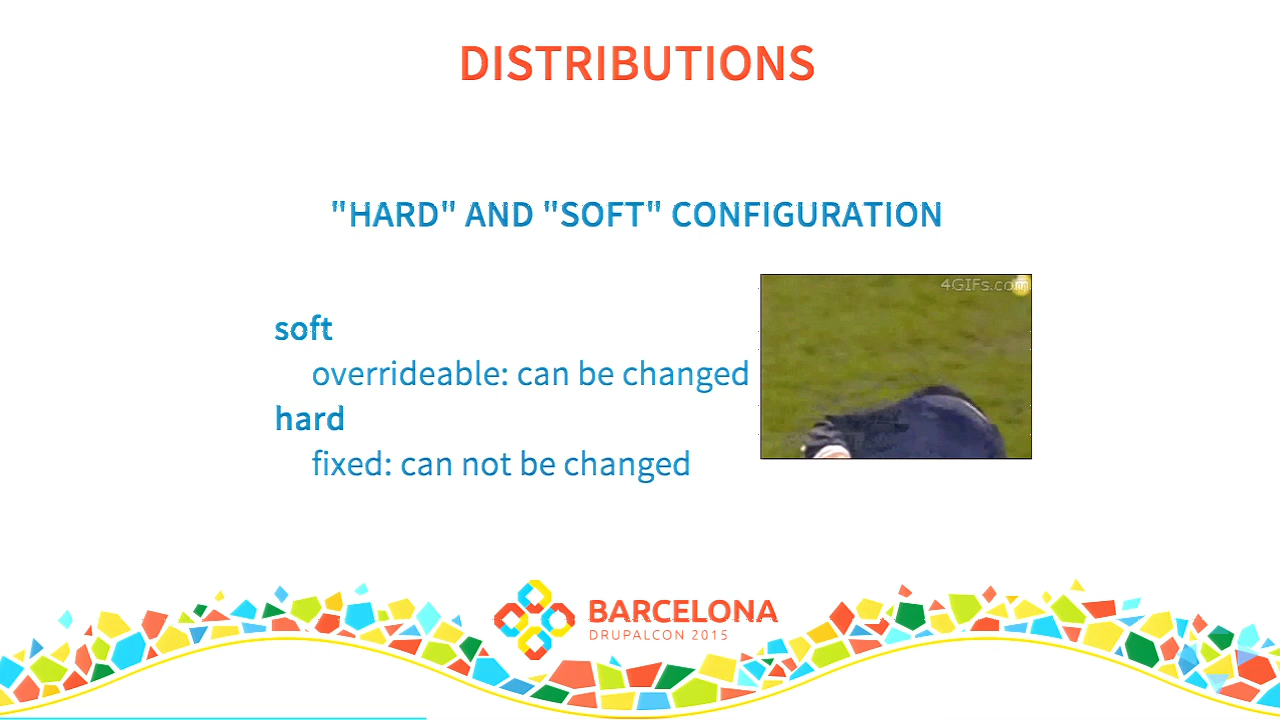 DISTRIBUTIONS
"HARD" AND "SOFT" CONFIGURATION
4GIFs.com
soft
overrideable: can be changed
hard
fixed: can not be changed
BARCELONA
DRUPALCON 2015